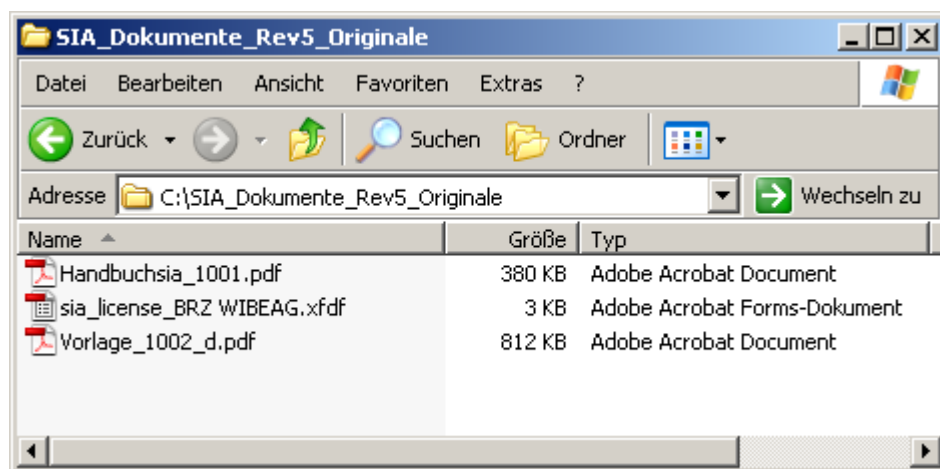 SIA_Dokumente_Rev5_Originale
Datei Bearbeiten Ansicht Favoriten Extras ?
Zurück Suchen Ordner
Adresse C:\SIA_Dokumente_Rev5_Originale Wechseln zu
Name Größe Typ
Handbuchsia_1001.pdf 380 KB Adobe Acrobat Document
sia_license_BRZ WIBEAG.xfdf 3 KB Adobe Acrobat Forms-Dokument
Vorlage_1002_d.pdf 812 KB Adobe Acrobat Document